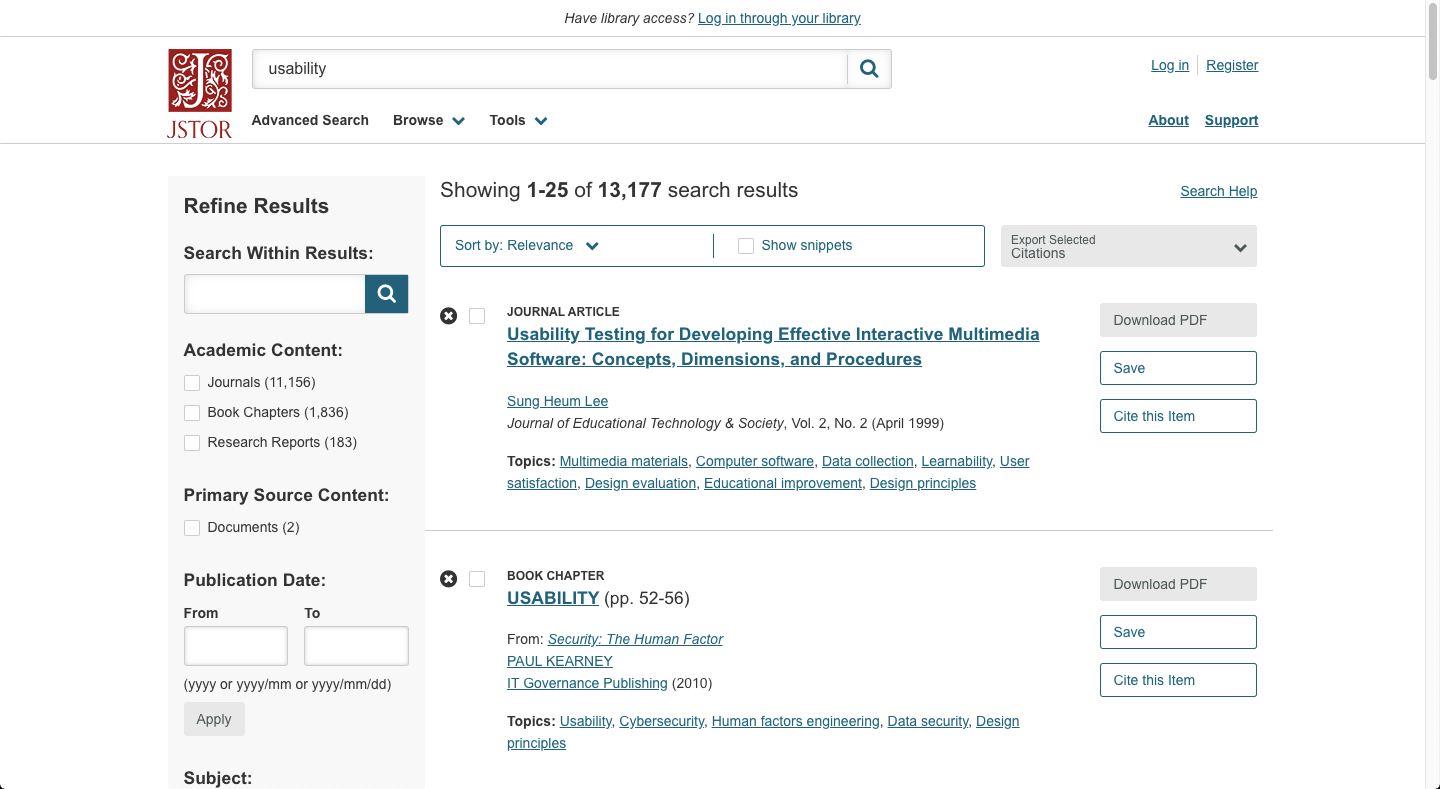 Have library access? Log in through your library
usability
Log in
Register
JSTOR
Advanced Search
Browse
Tools
About
Support
Refine Results
Search Within Results:
Academic Content:
Journals (11,156)
Book Chapters (1,836)
Research Reports (183)
Primary Source Content:
Documents (2)
Publication Date:
From
To
(yyyy or yyyy/mm or yyyy/mm/dd)
Apply
Subject:
Showing 1-25 of 13,177 search results
Search Help
Sort by: Relevance
Show snippets
Export Selected
Citations
JOURNAL ARTICLE
Usability Testing for Developing Effective Interactive Multimedia
Software: Concepts, Dimensions, and Procedures
Sung Heum Lee
Journal of Educational Technology & Society, Vol. 2, No. 2 (April 1999)
Topics: Multimedia materials, Computer software, Data collection, Learnability, User
satisfaction, Design evaluation, Educational improvement, Design principles
Download PDF
Save
Cite this Item
BOOK CHAPTER
USABILITY (pp. 52-56)
From: Security: The Human Factor
PAUL KEARNEY
IT Governance Publishing (2010)
Topics: Usability, Cybersecurity, Human factors engineering, Data security, Design
principles
Download PDF
Save
Cite this Item